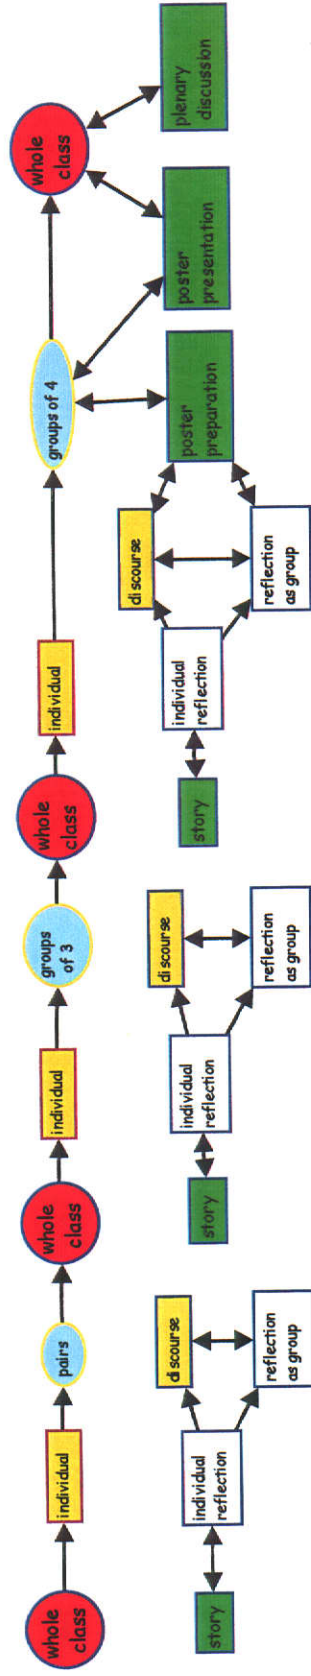 whole
class
individual
pairs
whole
class
individual
groups
of 3
whole
class
individual
groups of 4
whole
class
story
individual
reflection
discourse
reflection
as group
story
individual
reflection
discourse
reflection
as group
story
individual
reflection
discourse
reflection
as group
poster
preparation
poster
presentation
plenary
discussion